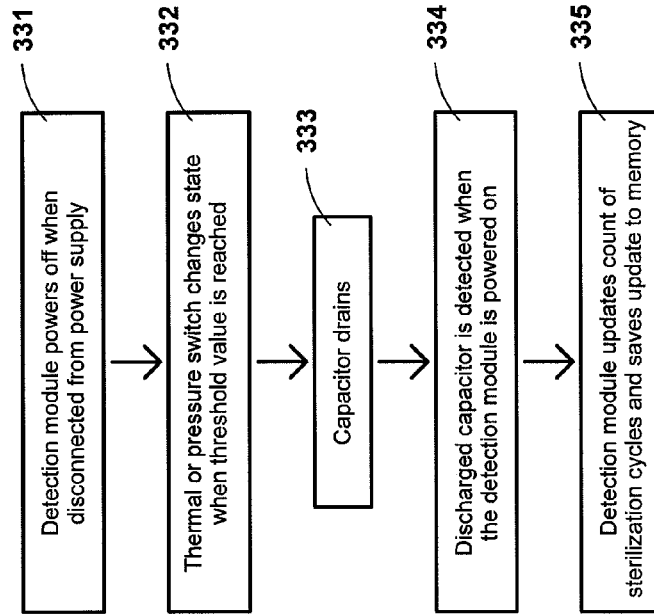 331
Detection module powers off when
disconnected from power supply
332
Thermal or pressure switch changes state
when threshold value is reached
333
Capacitor drains
334
Discharged capacitor is detected when
the detection module is powered on
335
Detection module updates count of
sterilization cycles and saves update to memory